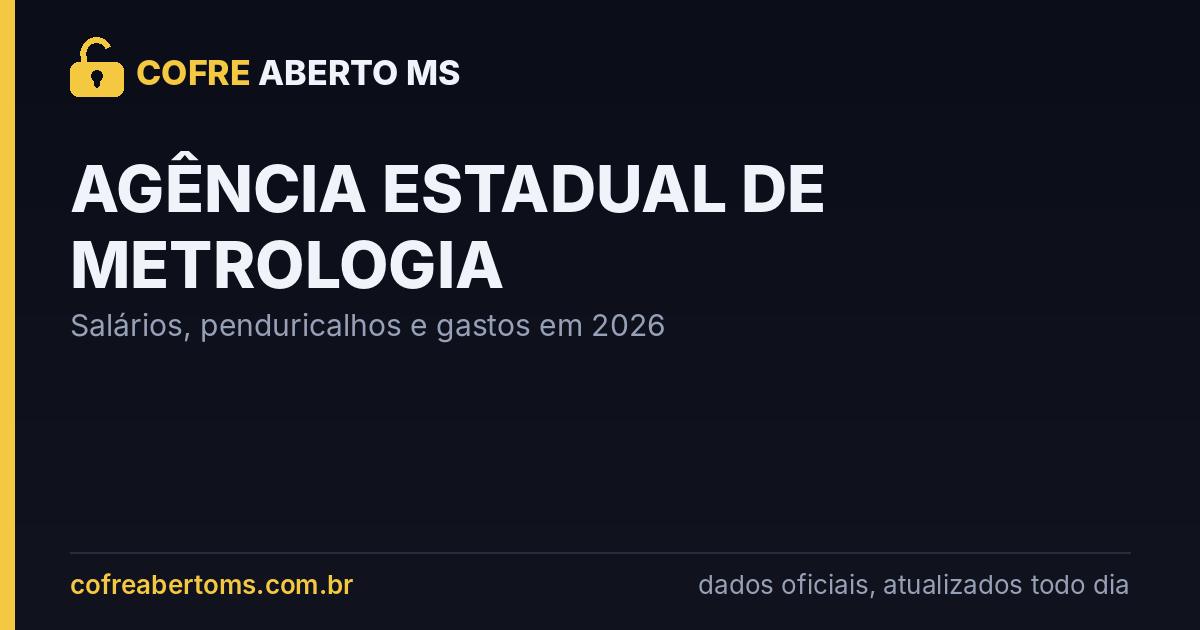 COFRE ABERTO MS
AGÊNCIA ESTADUAL DE
METROLOGIA
Salários, penduricalhos e gastos em 2026
cofreabertoms.com.br
dados oficiais, atualizados todo dia